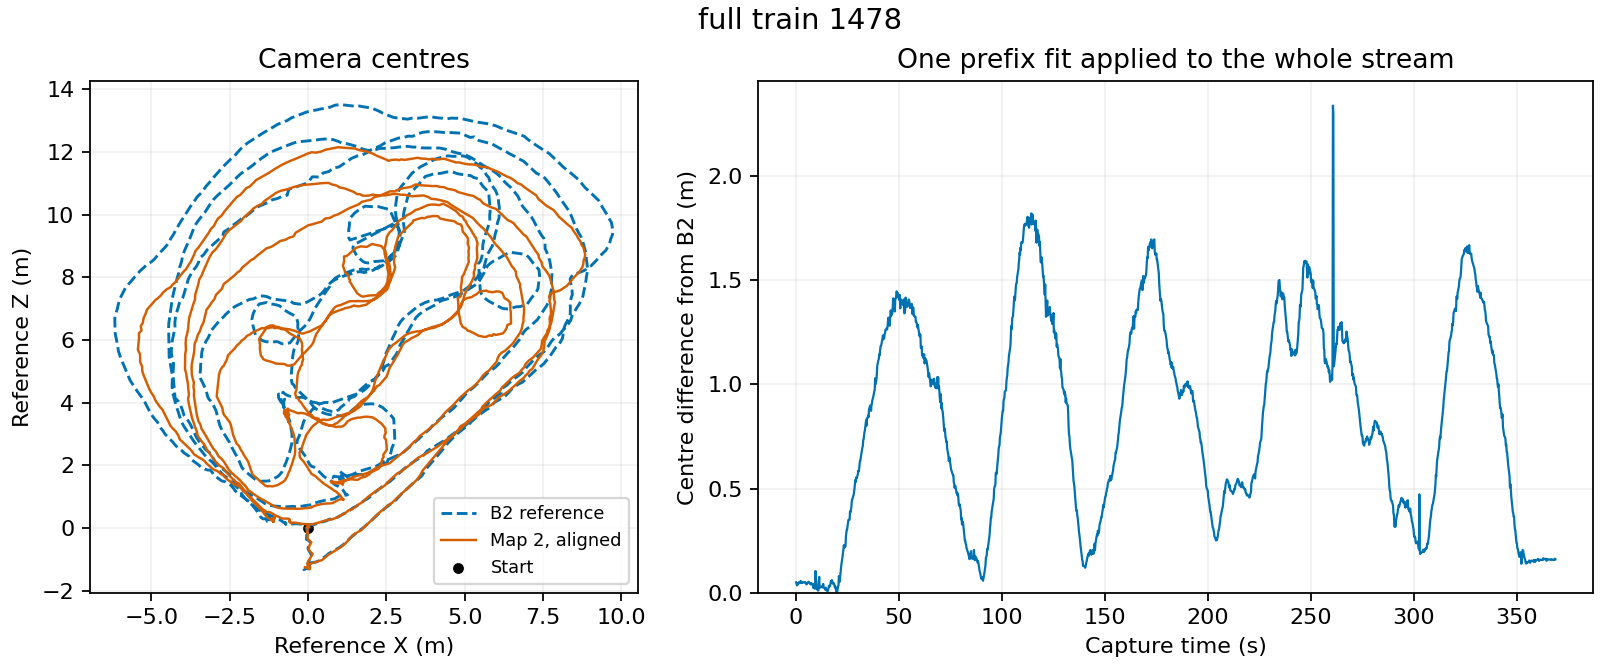 full train 1478
Camera centres
Reference Z (m)
14
12
10
8
6
4
2
0
−2
−5.0 −2.5 0.0 2.5 5.0 7.5 10.0
Reference X (m)
B2 reference
Map 2, aligned
Start
One prefix fit applied to the whole stream
Centre difference from B2 (m)
2.0
1.5
1.0
0.5
0.0
0 50 100 150 200 250 300 350
Capture time (s)